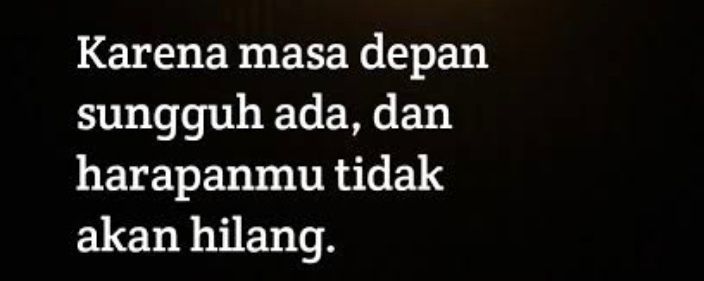 Karena masa depan
sungguh ada, dan
harapanmu tidak
akan hilang.